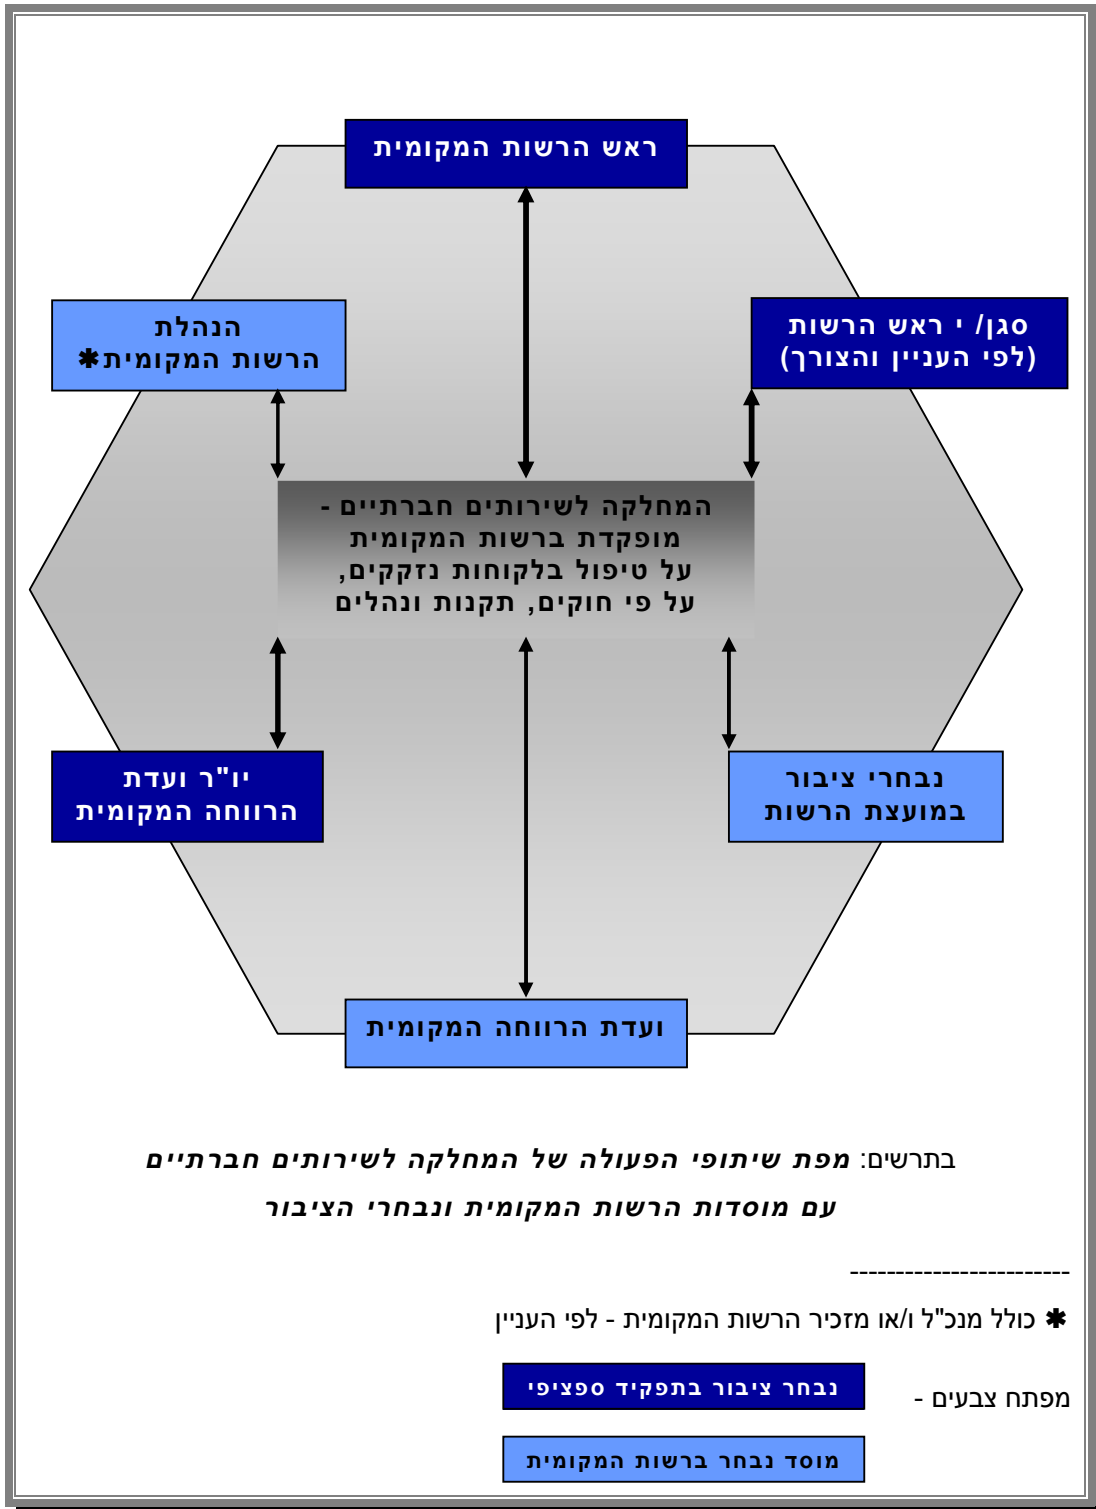 ראש הרשות המקומית
סגן/ י ראש הרשות
(לפי העניין והצורך)
הנהלת
הרשות המקומית✱
המחלקה לשירותים חברתיים -
מופקדת ברשות המקומית
על טיפול בלקוחות נזקקים,
על פי חוקים, תקנות ונהלים
נבחרי ציבור
במועצת הרשות
יו"ר ועדת
הרווחה המקומית
ועדת הרווחה המקומית
בתרשים: מפת שיתופי הפעולה של המחלקה לשירותים חברתיים
עם מוסדות הרשות המקומית ונבחרי הציבור
------------------------
✱ כולל מנכ"ל ו/או מזכיר הרשות המקומית - לפי העניין
מפתח צבעים -
נבחר ציבור בתפקיד ספציפי
מוסד נבחר ברשות המקומית